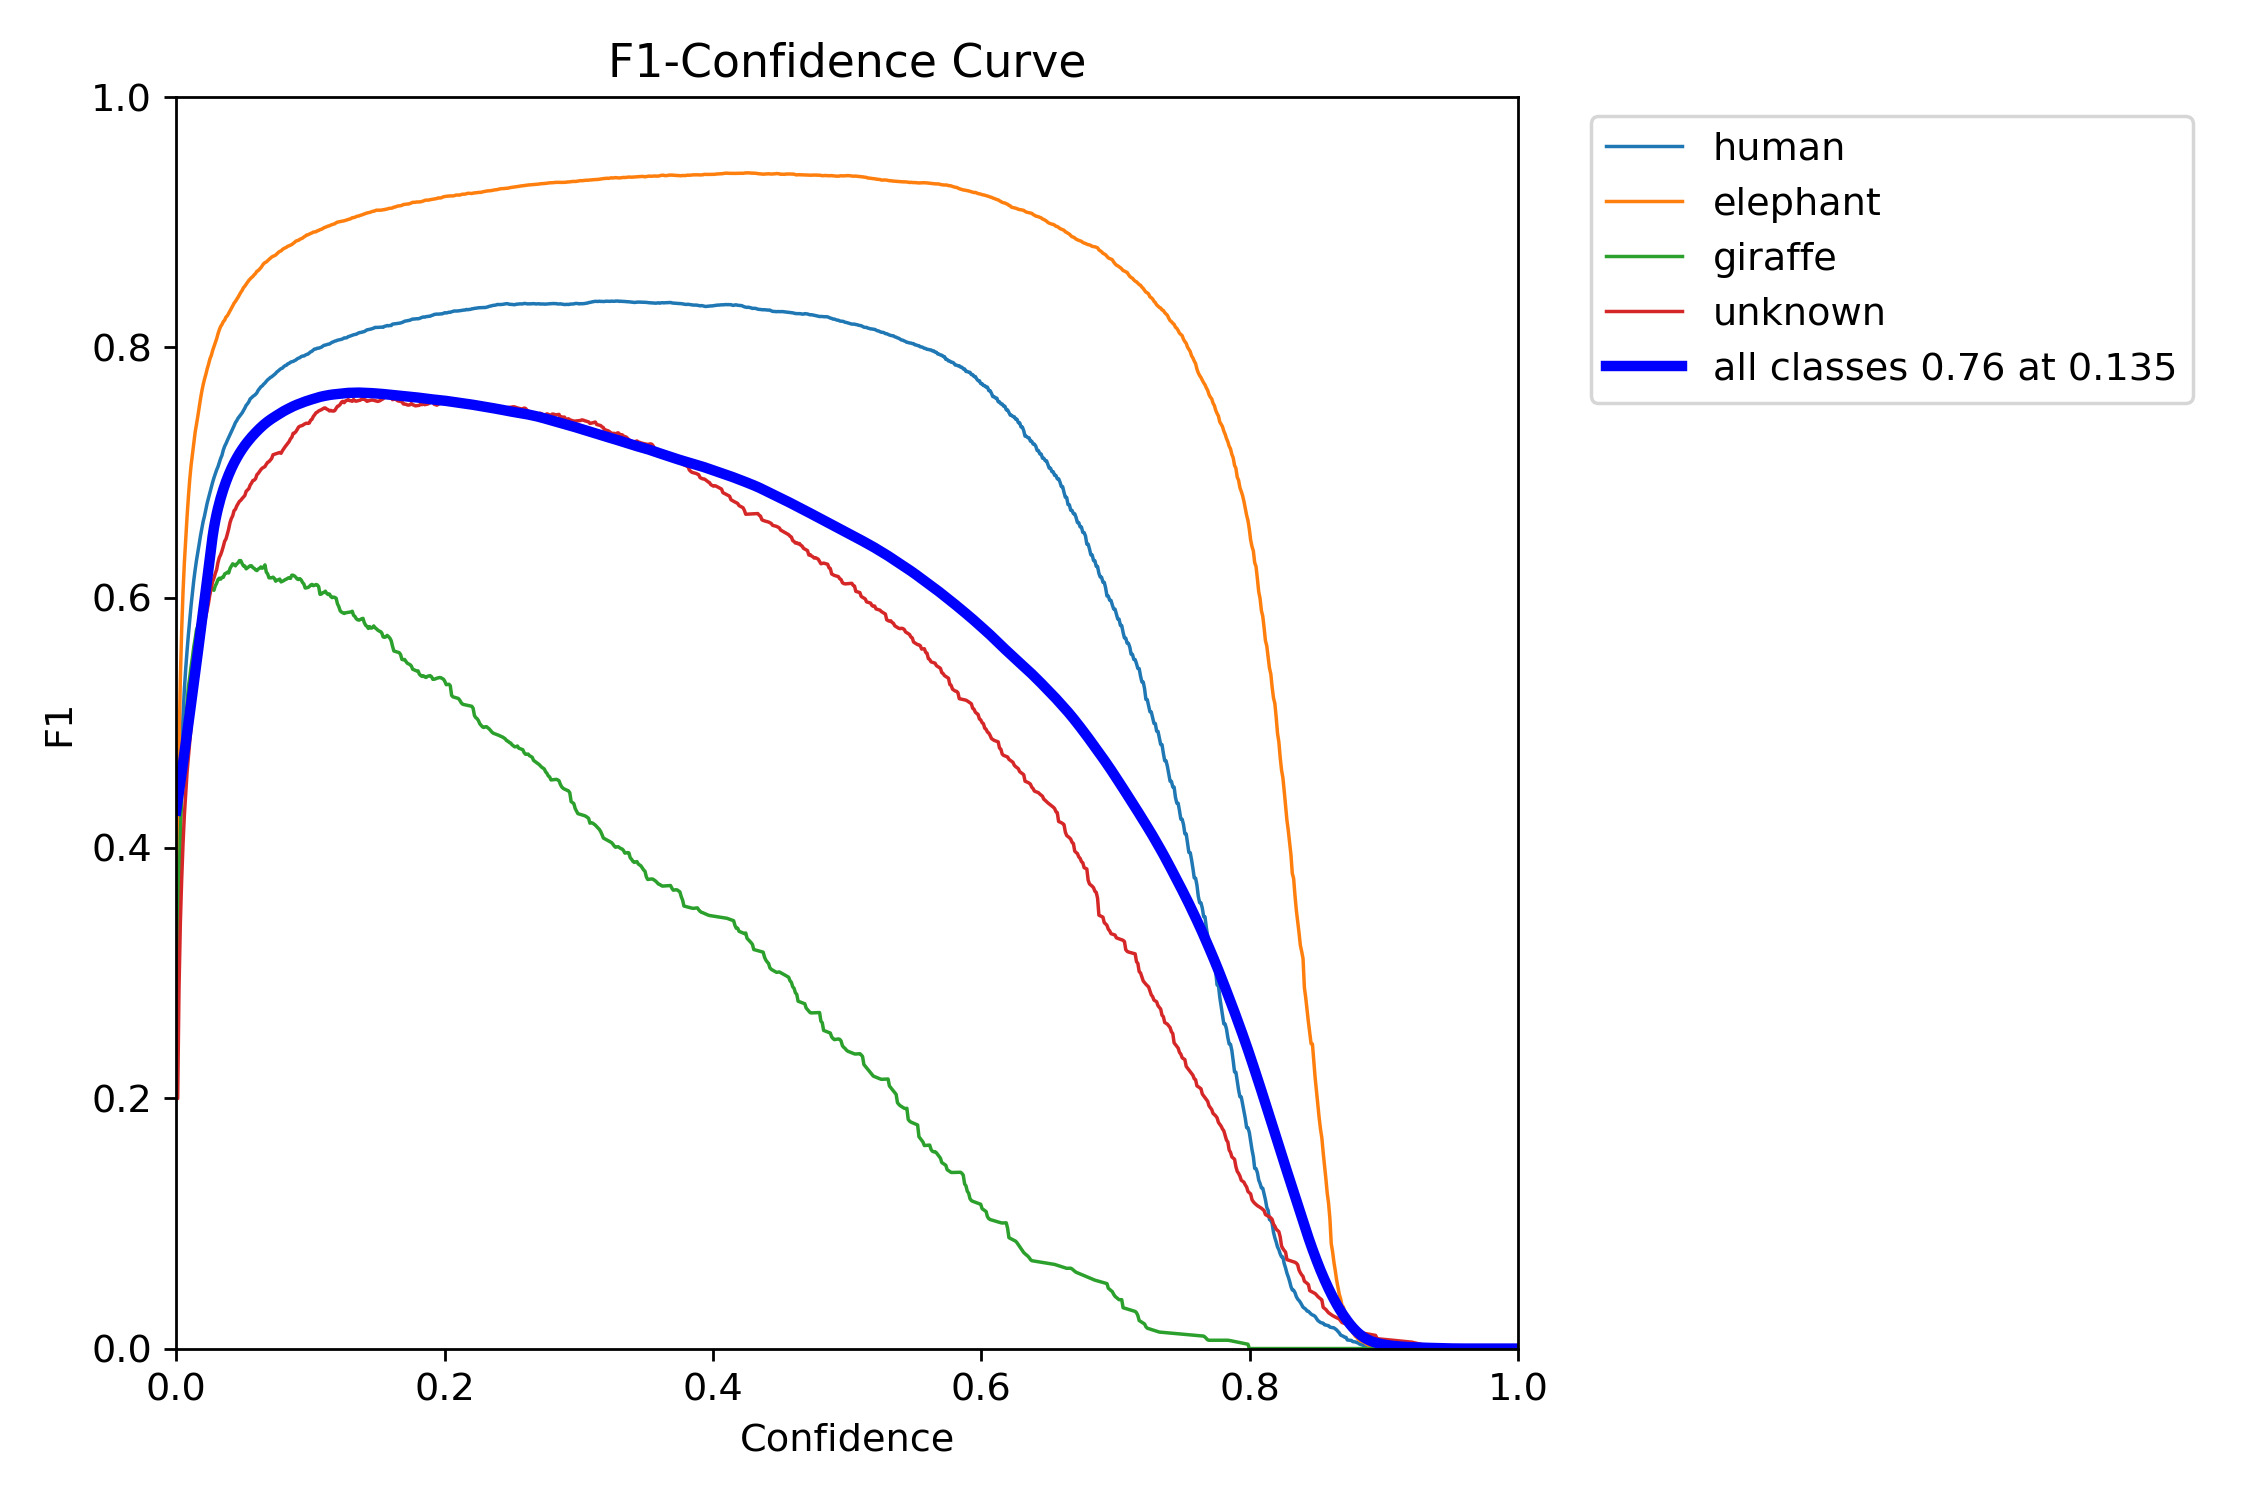 F1-Confidence Curve
1.0
0.8
0.6
0.4
0.2
0.0
F1
0.0 0.2 0.4 0.6 0.8 1.0
Confidence
human
elephant
giraffe
unknown
all classes 0.76 at 0.135